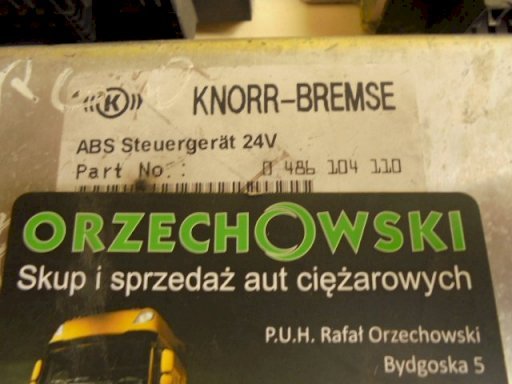 K KNORR-BREMSE
ABS Steuergerät 24V
Part No.: 0 486 104 110
ORZECHOWSKI
Skup i sprzedaż aut ciężarowych
P.U.H. Rafał Orzechowski
Bydgoska 5